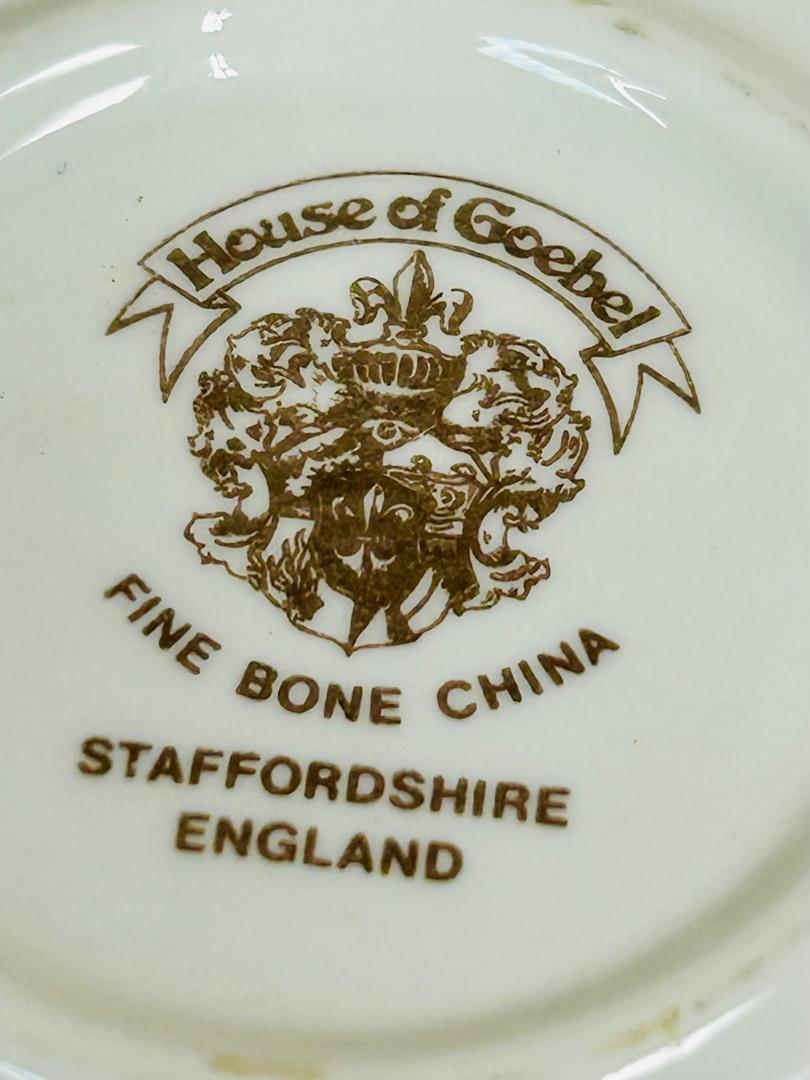 House of Goebel
FINE BONE CHINA
STAFFORDSHIRE
ENGLAND